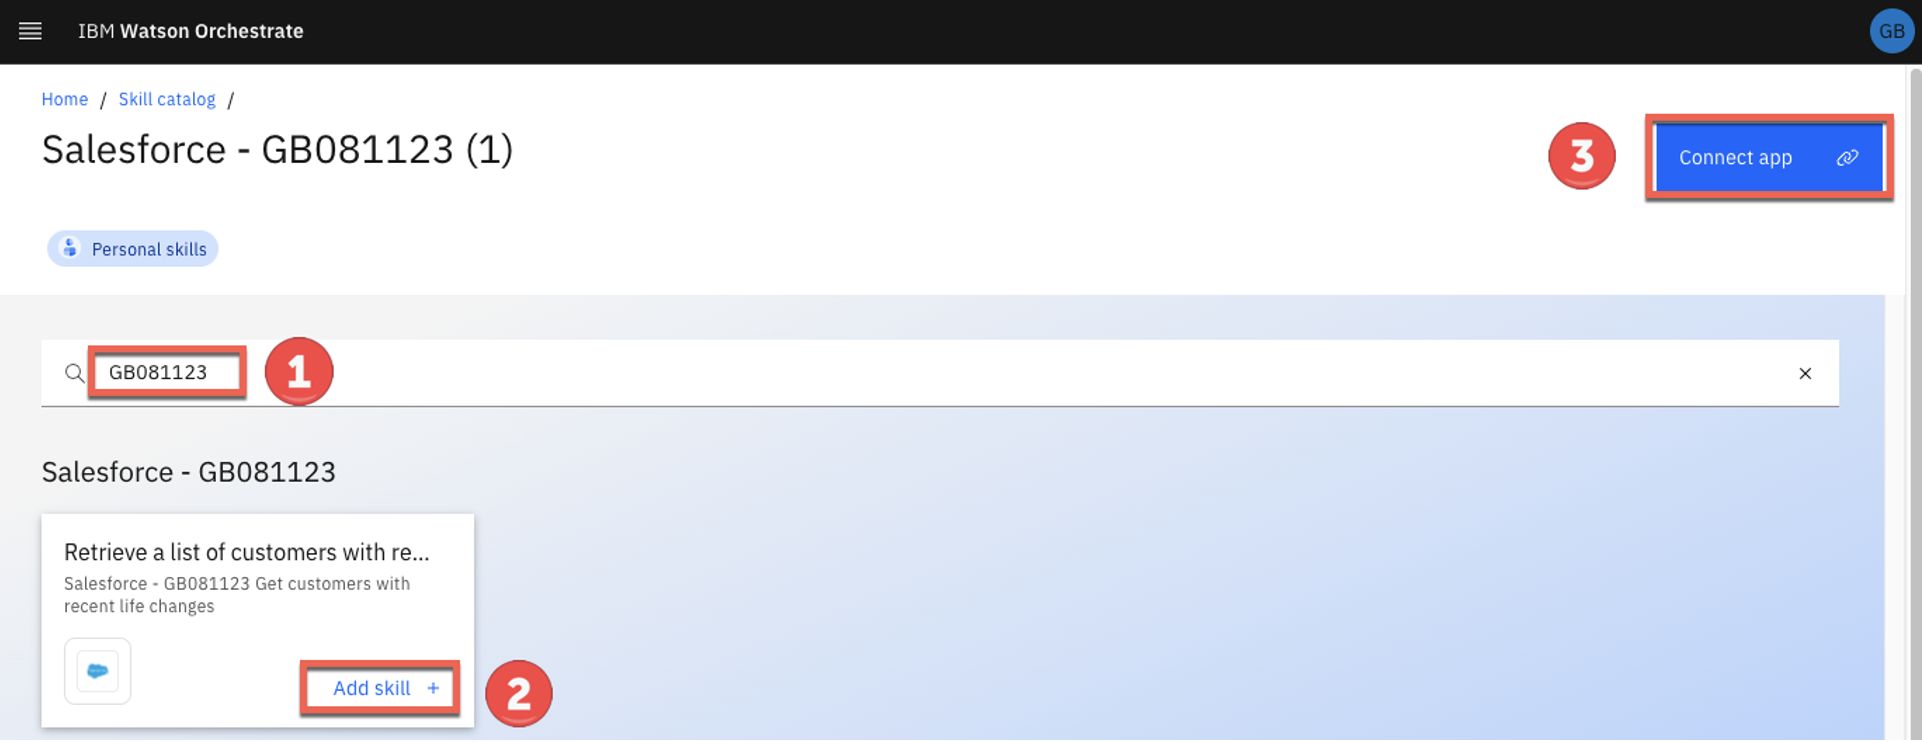 IBM Watson Orchestrate
GB
Home / Skill catalog /
Salesforce - GB081123 (1)
3
Connect app
Personal skills
GB081123
1
Salesforce - GB081123
Retrieve a list of customers with re...
Salesforce - GB081123 Get customers with
recent life changes
Add skill +
2